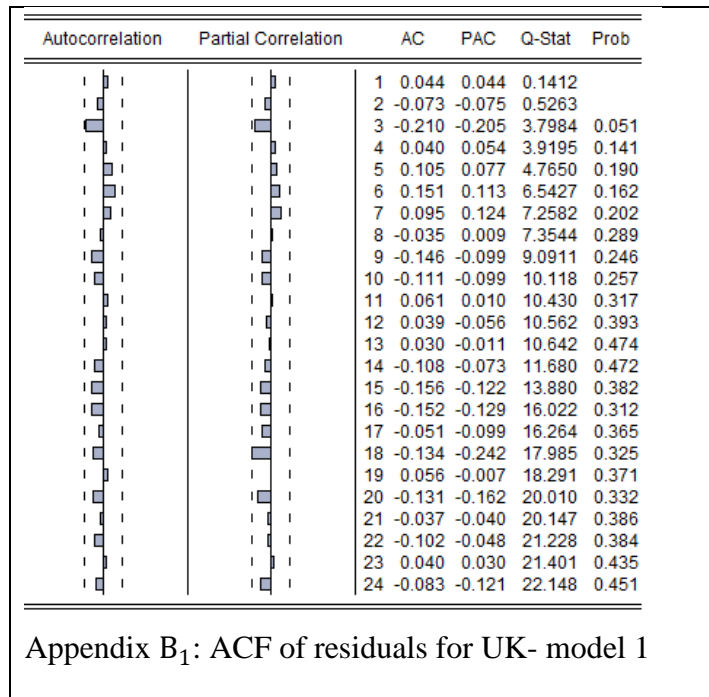 Autocorrelation Partial Correlation AC PAC Q-Stat Prob
1 0.044 0.044 0.1412
2 -0.073 -0.075 0.5263
3 -0.210 -0.205 3.7984 0.051
4 0.040 0.054 3.9195 0.141
5 0.105 0.077 4.7650 0.190
6 0.151 0.113 6.5427 0.162
7 0.095 0.124 7.2582 0.202
8 -0.035 0.009 7.3544 0.289
9 -0.146 -0.099 9.0911 0.246
10 -0.111 -0.099 10.118 0.257
11 0.061 0.010 10.430 0.317
12 0.039 -0.056 10.562 0.393
13 0.030 -0.011 10.642 0.474
14 -0.108 -0.073 11.680 0.472
15 -0.156 -0.122 13.880 0.382
16 -0.152 -0.129 16.022 0.312
17 -0.051 -0.099 16.264 0.365
18 -0.134 -0.242 17.985 0.325
19 0.056 -0.007 18.291 0.371
20 -0.131 -0.162 20.010 0.332
21 -0.037 -0.040 20.147 0.386
22 -0.102 -0.048 21.228 0.384
23 0.040 0.030 21.401 0.435
24 -0.083 -0.121 22.148 0.451
Appendix B₁: ACF of residuals for UK- model 1